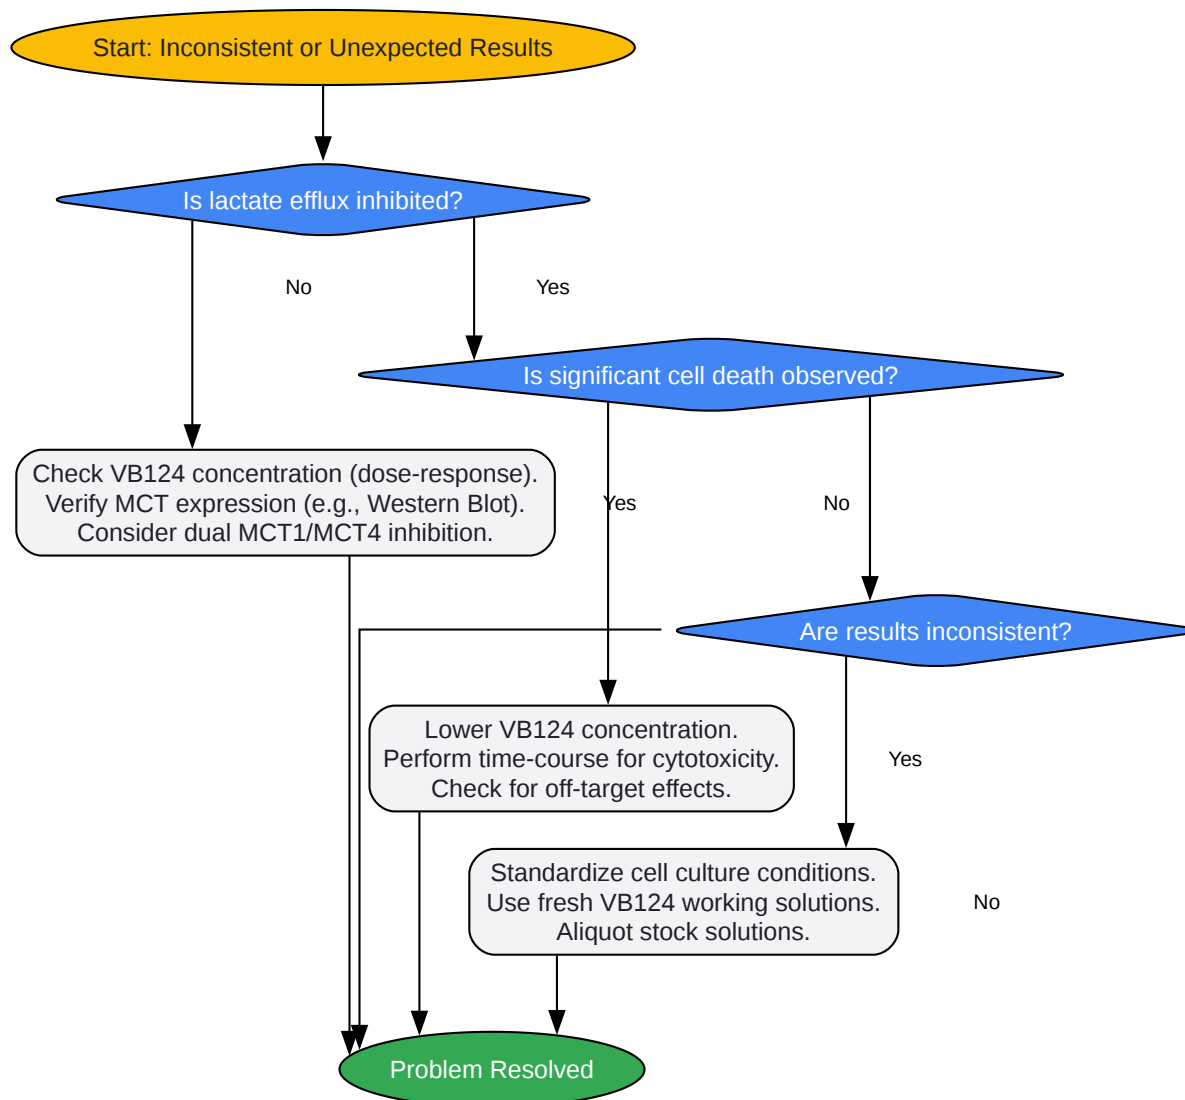 Start: Inconsistent or Unexpected Results
Is lactate efflux inhibited?
No
Yes
Is significant cell death observed?
Check VB124 concentration (dose-response).
Verify MCT expression (e.g., Western Blot).
Consider dual MCT1/MCT4 inhibition.
Yes
No
Are results inconsistent?
Lower VB124 concentration.
Perform time-course for cytotoxicity.
Check for off-target effects.
Yes
Standardize cell culture conditions.
Use fresh VB124 working solutions.
Aliquot stock solutions.
No
Problem Resolved